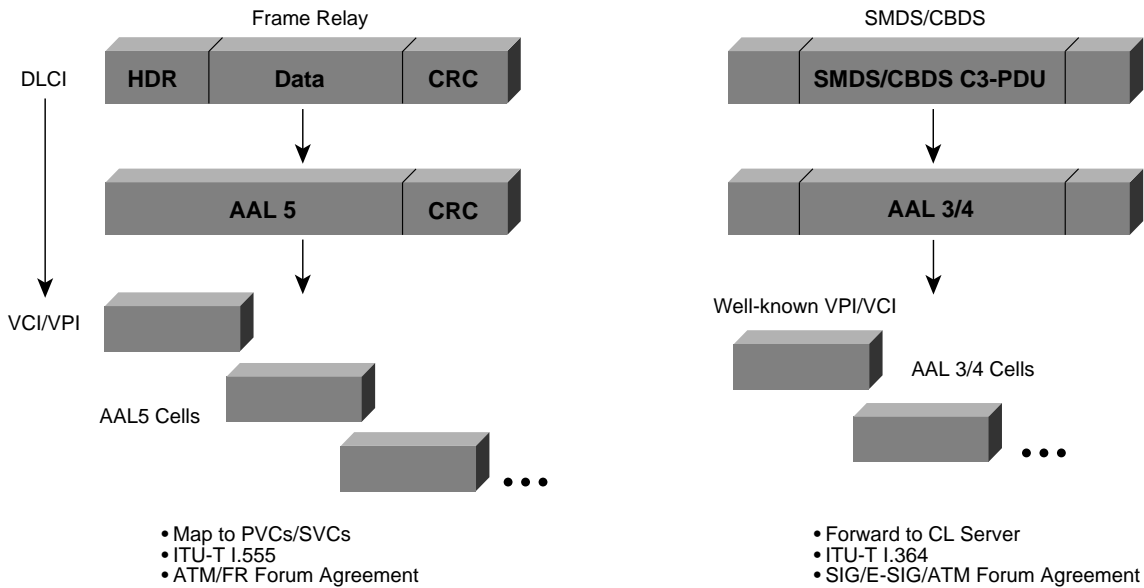 Frame Relay
DLCI
HDR Data CRC
AAL 5 CRC
VCI/VPI
AAL5 Cells
• • •
• Map to PVCs/SVCs
• ITU-T I.555
• ATM/FR Forum Agreement
SMDS/CBDS
SMDS/CBDS C3-PDU
AAL 3/4
Well-known VPI/VCI
AAL 3/4 Cells
• • •
• Forward to CL Server
• ITU-T I.364
• SIG/E-SIG/ATM Forum Agreement